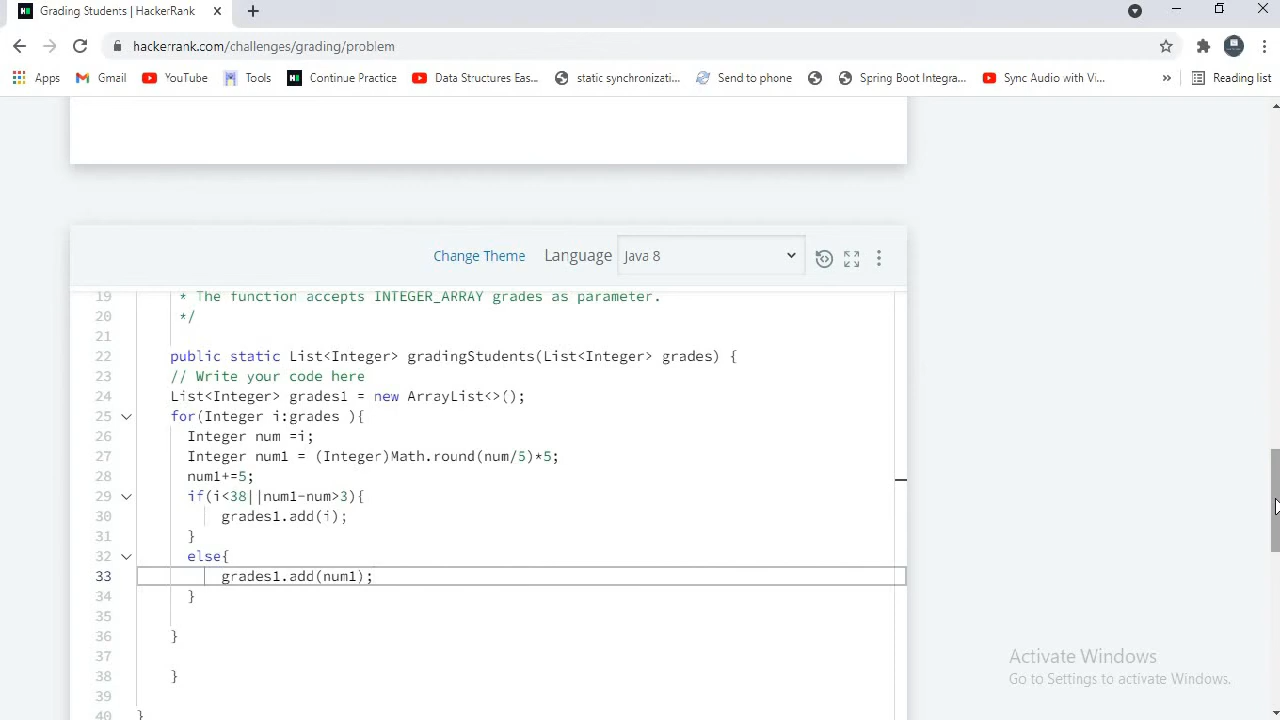 Grading Students | HackerRank
hackerrank.com/challenges/grading/problem
Apps Gmail YouTube Tools Continue Practice Data Structures Eas... static synchronizati... Send to phone Spring Boot Integra... Sync Audio with Vi... » Reading list
Change Theme Language Java 8
19 * The function accepts INTEGER_ARRAY grades as parameter.
20 */
21
22 public static List<Integer> gradingStudents(List<Integer> grades) {
23 // Write your code here
24 List<Integer> grades1 = new ArrayList<>();
25 for(Integer i:grades ){
26 Integer num =i;
27 Integer num1 = (Integer)Math.round(num/5)*5;
28 num1+=5;
29 if(i<38||num1-num>3){
30 grades1.add(i);
31 }
32 else{
33 grades1.add(num1);
34 }
35
36 }
37
38 }
39
40 }
Activate Windows
Go to Settings to activate Windows.